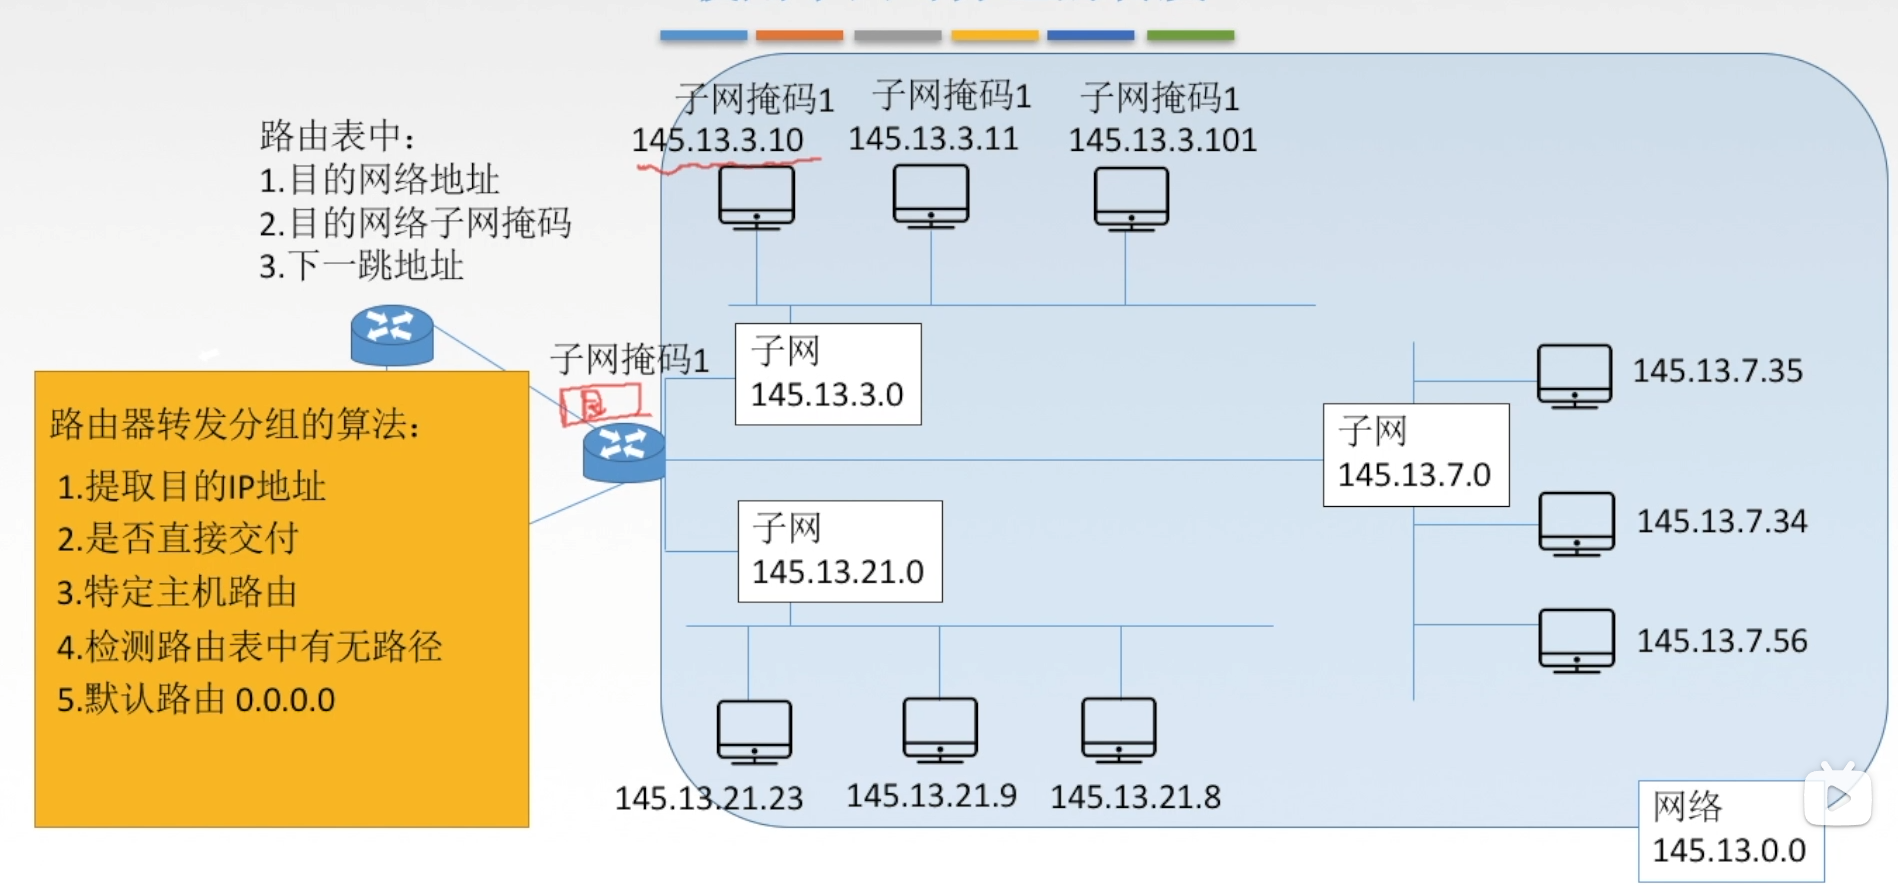 子网掩码1
子网掩码1
子网掩码1
145.13.3.10
145.13.3.11
145.13.3.101
路由表中：
1.目的网络地址
2.目的网络子网掩码
3.下一跳地址
子网掩码1
子网
145.13.3.0
145.13.7.35
路由器转发分组的算法：
1.提取目的IP地址
2.是否直接交付
3.特定主机路由
4.检测路由表中有无路径
5.默认路由 0.0.0.0
子网
145.13.7.0
子网
145.13.21.0
145.13.7.34
145.13.7.56
145.13.21.23
145.13.21.9
145.13.21.8
网络
145.13.0.0